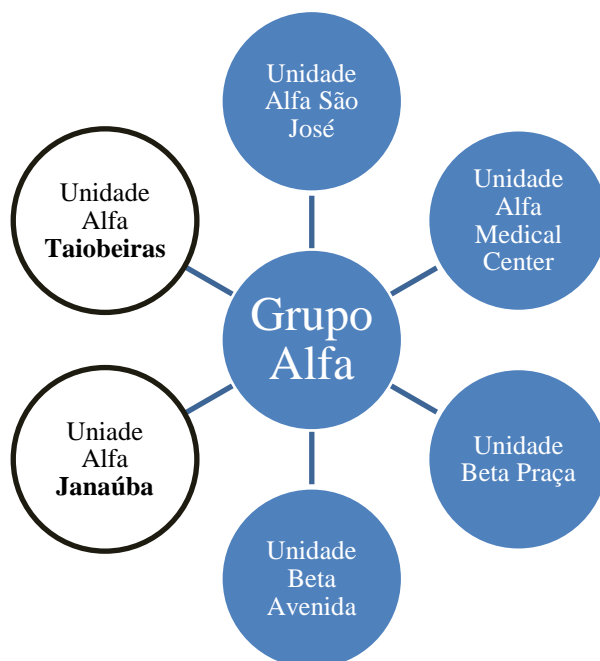 Unidade
Alfa São
José
Unidade
Alfa
Medical
Center
Unidade
Beta Praça
Unidade
Beta
Avenida
Uniade
Alfa
Janaúba
Unidade
Alfa
Taiobeiras
Grupo
Alfa